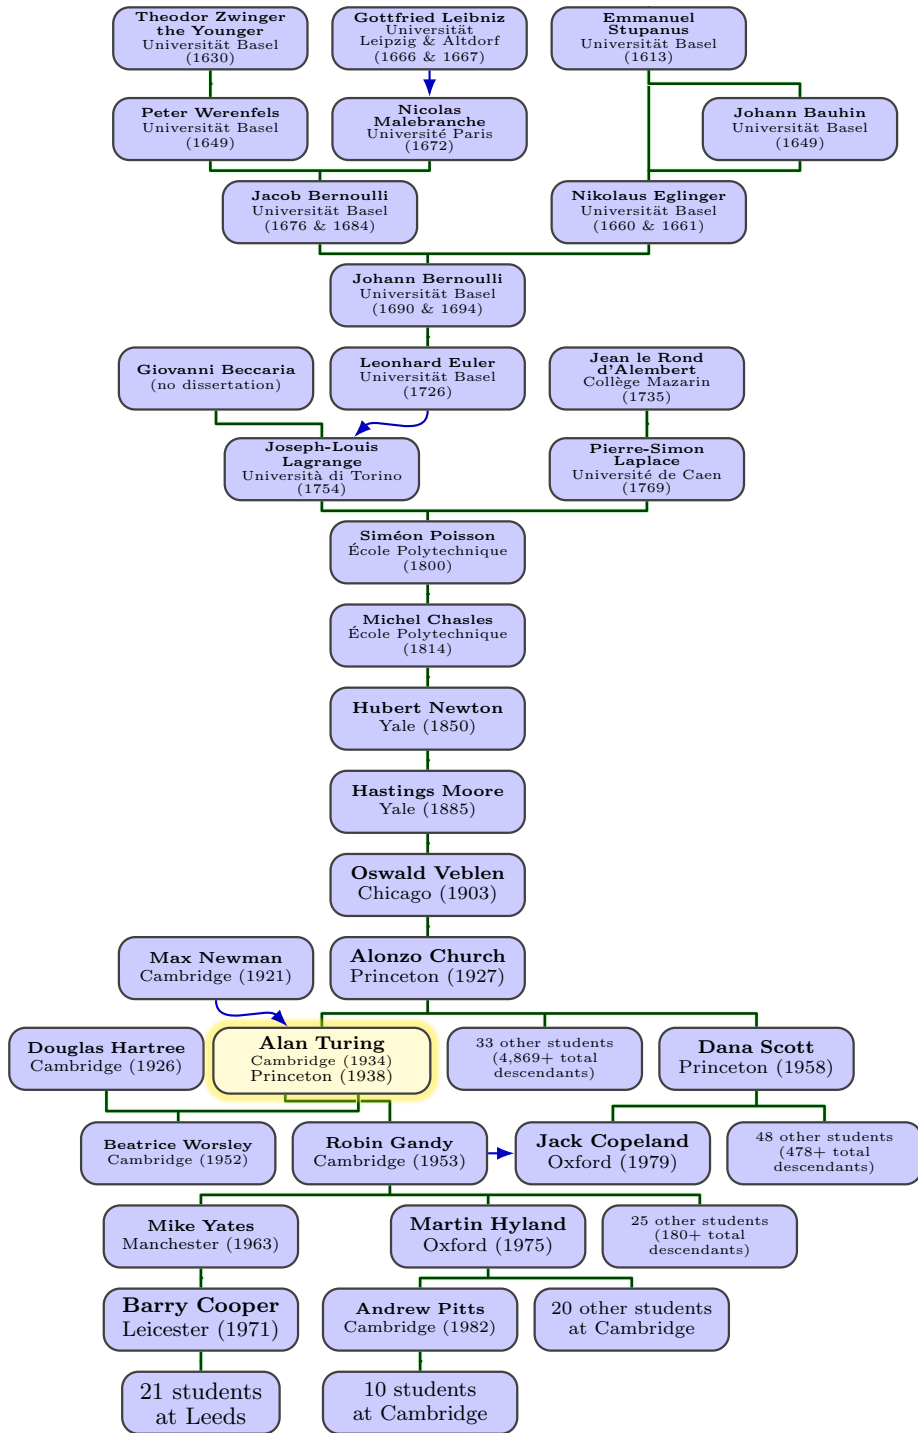 Theodor Zwinger
the Younger
Universität Basel
(1630)
Gottfried Leibniz
Universität
Leipzig & Altdorf
(1666 & 1667)
Emmanuel
Stupanus
Universität Basel
(1613)
Peter Werenfels
Universität Basel
(1649)
Nicolas
Malebranche
Université Paris
(1672)
Johann Bauhin
Universität Basel
(1649)
Jacob Bernoulli
Universität Basel
(1676 & 1684)
Nikolaus Eglinger
Universität Basel
(1660 & 1661)
Johann Bernoulli
Universität Basel
(1690 & 1694)
Giovanni Beccaria
(no dissertation)
Leonhard Euler
Universität Basel
(1726)
Jean le Rond
d'Alembert
Collège Mazarin
(1735)
Joseph-Louis
Lagrange
Università di Torino
(1754)
Pierre-Simon
Laplace
Université de Caen
(1769)
Siméon Poisson
École Polytechnique
(1800)
Michel Chasles
École Polytechnique
(1814)
Hubert Newton
Yale (1850)
Hastings Moore
Yale (1885)
Oswald Veblen
Chicago (1903)
Max Newman
Cambridge (1921)
Alonzo Church
Princeton (1927)
Douglas Hartree
Cambridge (1926)
Alan Turing
Cambridge (1934)
Princeton (1938)
33 other students
(4,869+ total
descendants)
Dana Scott
Princeton (1958)
Beatrice Worsley
Cambridge (1952)
Robin Gandy
Cambridge (1953)
Jack Copeland
Oxford (1979)
48 other students
(478+ total
descendants)
Mike Yates
Manchester (1963)
Martin Hyland
Oxford (1975)
25 other students
(180+ total
descendants)
Barry Cooper
Leicester (1971)
Andrew Pitts
Cambridge (1982)
20 other students
at Cambridge
21 students
at Leeds
10 students
at Cambridge